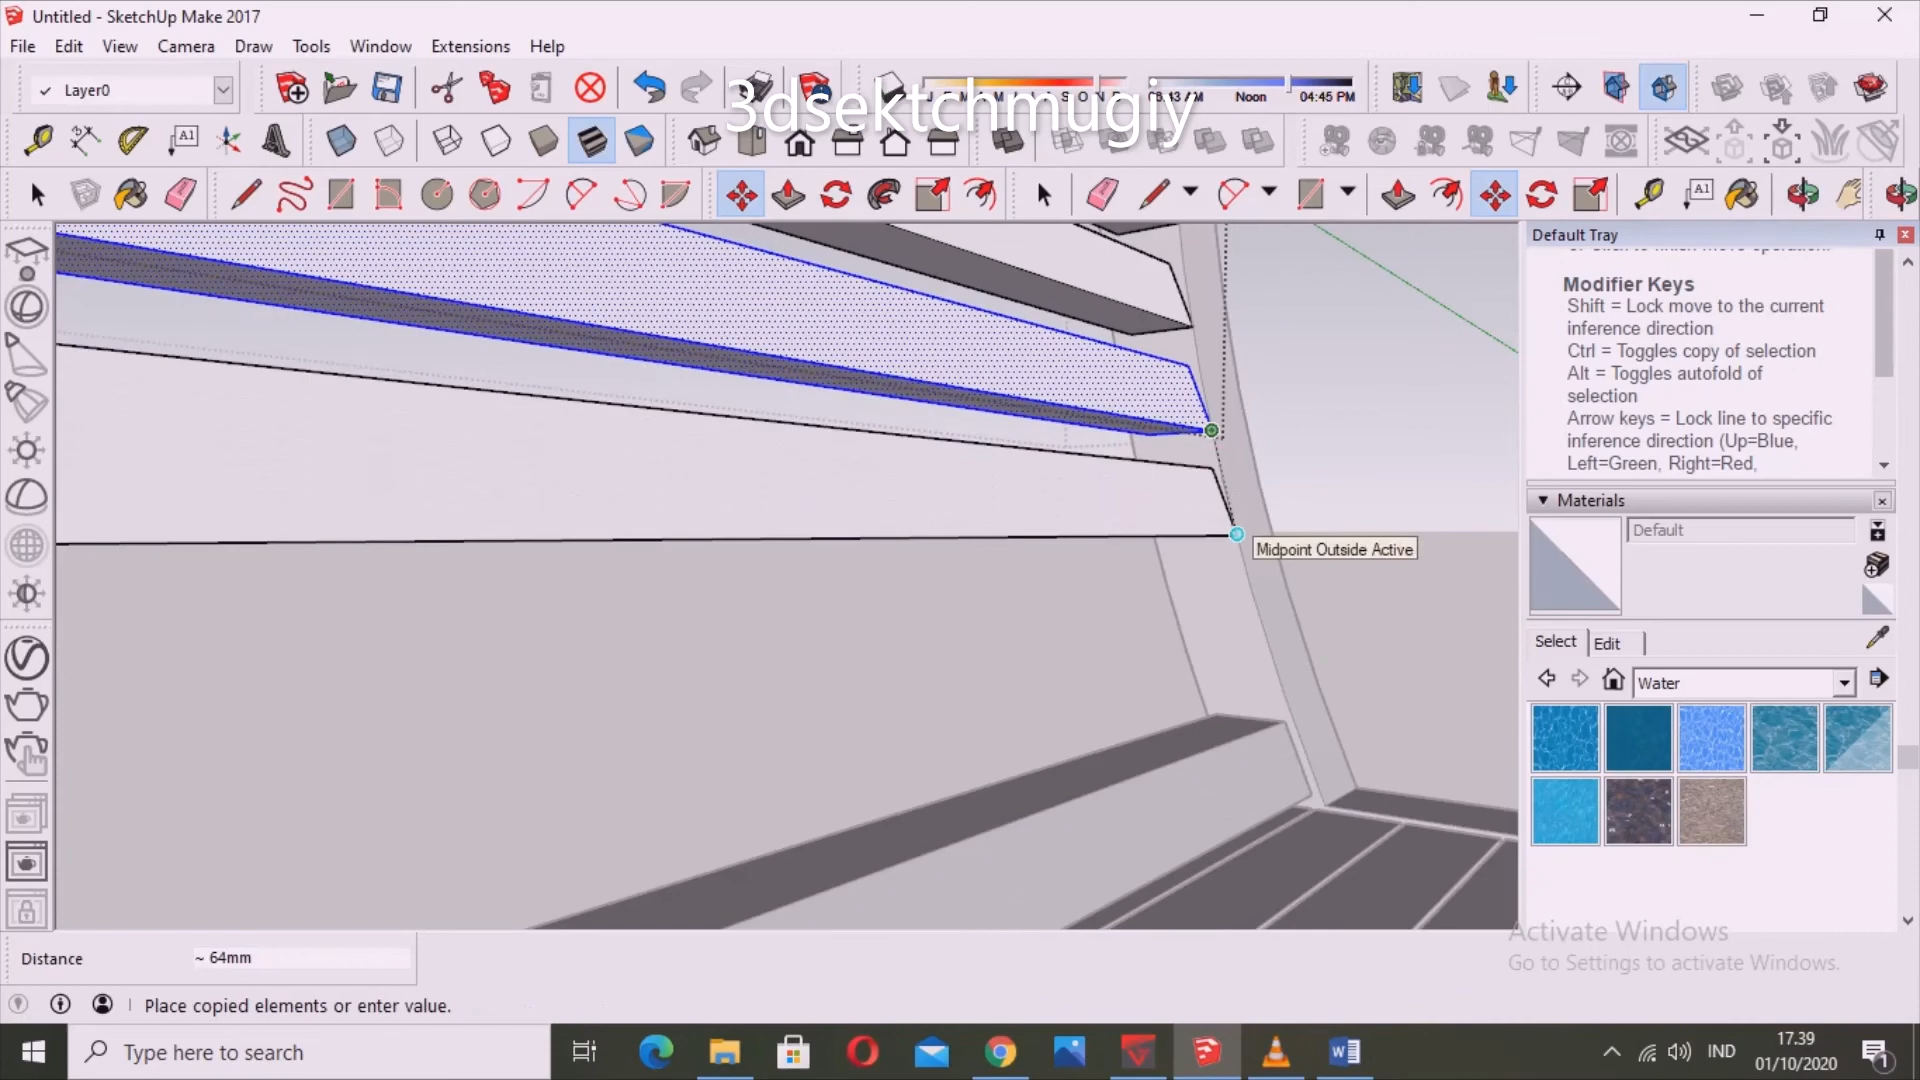 Untitled - SketchUp Make 2017
File Edit View Camera Draw Tools Window Extensions Help
Layer0
Noon 04:45 PM
3dsektchmugiy
A1
A1
Default Tray
Modifier Keys
Shift = Lock move to the current
inference direction
Ctrl = Toggles copy of selection
Alt = Toggles autofold of
selection
Arrow keys = Lock line to specific
inference direction (Up=Blue,
Left=Green, Right=Red,
Materials
Default
Midpoint Outside Active
Select Edit
Water
Activate Windows
Go to Settings to activate Windows.
Distance ~ 64mm
Place copied elements or enter value.
Type here to search
IND
17.39
01/10/2020
1